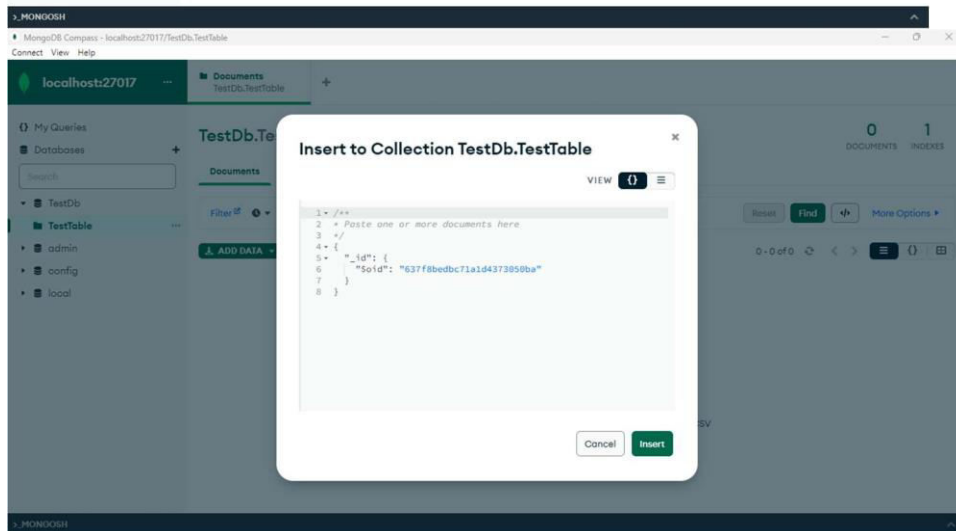 >_MONGOSH
MongoDB Compass - localhost:27017/TestDb.TestTable
Connect View Help
localhost:27017 ...
Documents
TestDb.TestTable
+
{} My Queries
Databases +
Search
TestDb
TestTable ...
admin
config
local
TestDb.Te
0 1
DOCUMENTS INDEXES
Documents
Filter
Reset Find </> More Options
ADD DATA
0 - 0 of 0
Insert to Collection TestDb.TestTable
VIEW {}
1 /**
2 * Paste one or more documents here
3 */
4 {
5 "_id": {
6 "$oid": "637f8bedbc71a1d4373050ba"
7 }
8 }
CSV
Cancel Insert
>_MONGOSH